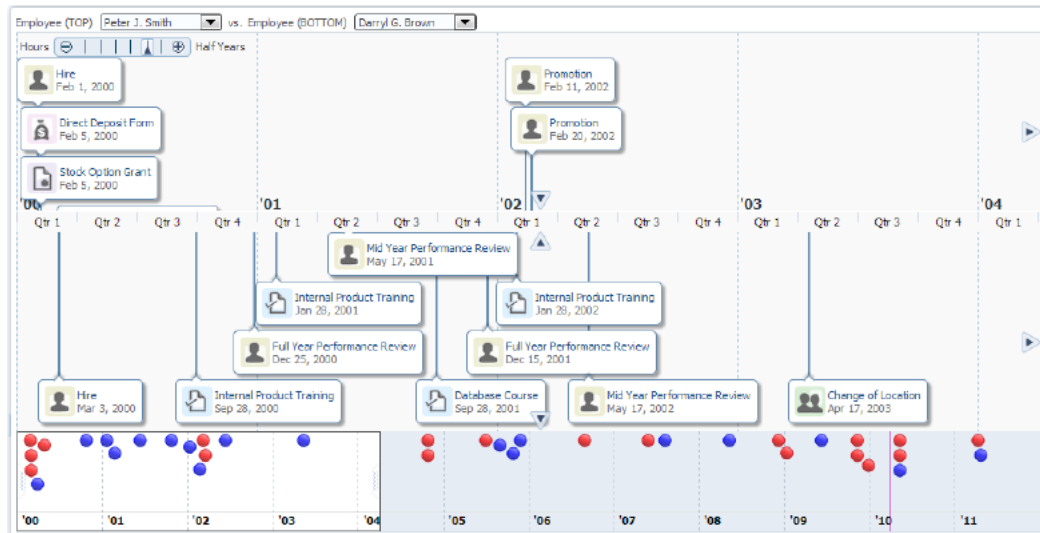 Employee (TOP) Peter J. Smith vs. Employee (BOTTOM) Darryl G. Brown
Hours Half Years
Hire
Feb 1, 2000
Promotion
Feb 11, 2002
Direct Deposit Form
Feb 5, 2000
Promotion
Feb 20, 2002
Stock Option Grant
Feb 5, 2000
'00 '01 '02 '03 '04
Qtr 1 Qtr 2 Qtr 3 Qtr 4 Qtr 1 Qtr 2 Qtr 3 Qtr 4 Qtr 1 Qtr 2 Qtr 3 Qtr 4 Qtr 1 Qtr 2 Qtr 3 Qtr 4 Qtr 1
Mid Year Performance Review
May 17, 2001
Internal Product Training
Jan 28, 2001
Internal Product Training
Jan 28, 2002
Full Year Performance Review
Dec 25, 2000
Full Year Performance Review
Dec 15, 2001
Hire
Mar 3, 2000
Internal Product Training
Sep 28, 2000
Database Course
Sep 28, 2001
Mid Year Performance Review
May 17, 2002
Change of Location
Apr 17, 2003
'00 '01 '02 '03 '04 '05 '06 '07 '08 '09 '10 '11